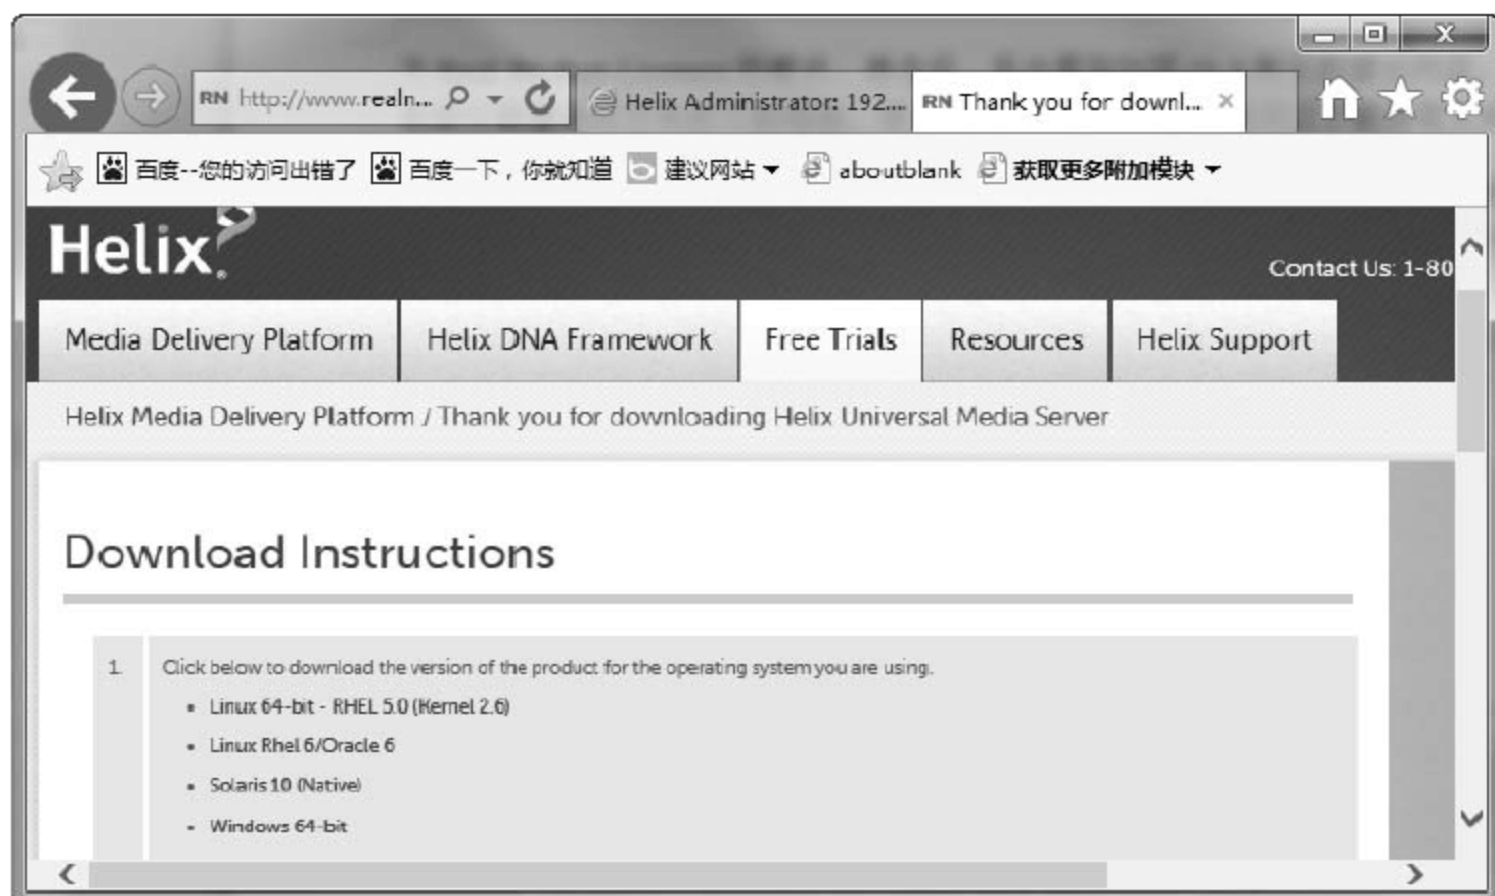 RN http://www.realn... Helix Administrator: 192.... RN Thank you for downl... ×
百度--您的访问出错了 百度一下，你就知道 建议网站 aboutblank 获取更多附加模块
Helix
Contact Us: 1-80
Media Delivery Platform Helix DNA Framework Free Trials Resources Helix Support
Helix Media Delivery Platform / Thank you for downloading Helix Universal Media Server
Download Instructions
1. Click below to download the version of the product for the operating system you are using.
• Linux 64-bit - RHEL 5.0 (Kernel 2.6)
• Linux Rhel 6/Oracle 6
• Solaris 10 (Native)
• Windows 64-bit